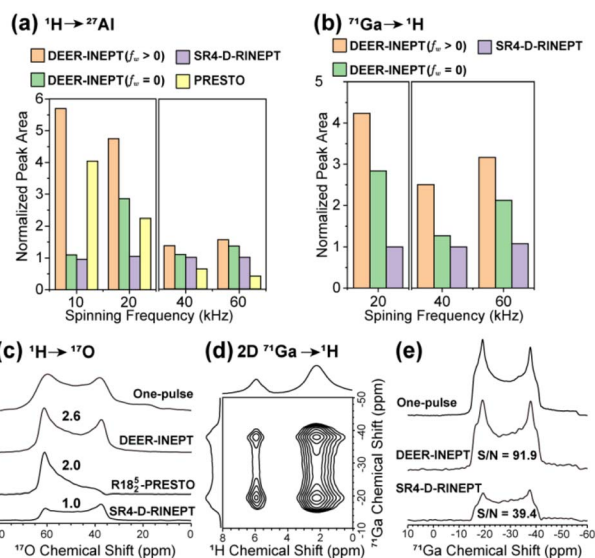 (a) ¹H→²⁷Al
DEER-INEPT(fw > 0) SR4-D-RINEPT
DEER-INEPT(fw = 0) PRESTO
Normalized Peak Area
6
5
4
3
2
1
0
10 20 40 60
Spinning Frequency (kHz)
(b) ⁷¹Ga→¹H
DEER-INEPT(fw > 0) SR4-D-RINEPT
DEER-INEPT(fw = 0)
Normalized Peak Area
5
4
3
2
1
0
20 40 60
Spinning Frequency (kHz)
(c) ¹H→¹⁷O
One-pulse
2.6
DEER-INEPT
2.0
R18⁵₂-PRESTO
1.0
SR4-D-RINEPT
80 60 40 20 0
¹⁷O Chemical Shift (ppm)
(d) 2D ⁷¹Ga→¹H
-50
-40
-30
-20
-10
⁷¹Ga Chemical Shift (ppm)
8 6 4 2 0
¹H Chemical Shift (ppm)
(e)
One-pulse
DEER-INEPT
S/N = 91.9
SR4-D-RINEPT
S/N = 39.4
10 0 -10 -20 -30 -40 -50 -60
⁷¹Ga Chemical Shift (ppm)